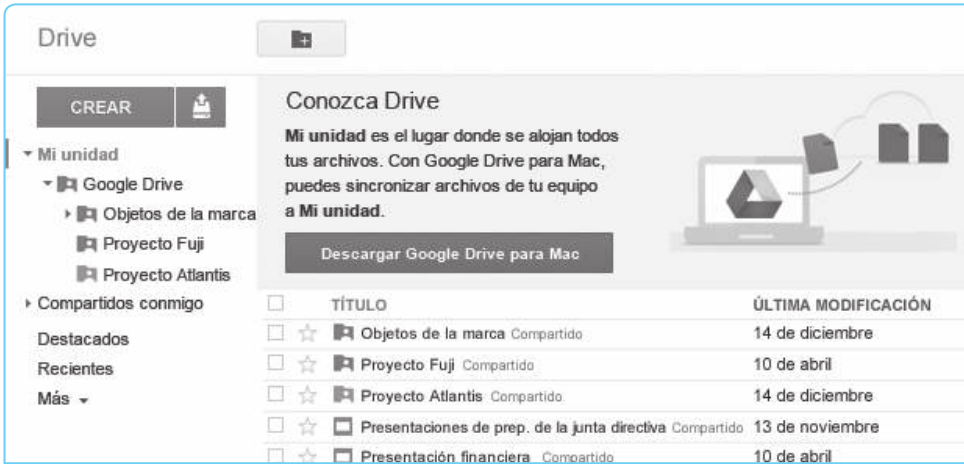 Drive
CREAR
Mi unidad
Google Drive
Objetos de la marca
Proyecto Fuji
Proyecto Atlantis
Compartidos conmigo
Destacados
Recientes
Más
Conozca Drive
Mi unidad es el lugar donde se alojan todos
tus archivos. Con Google Drive para Mac,
puedes sincronizar archivos de tu equipo
a Mi unidad.
Descargar Google Drive para Mac
TÍTULO ÚLTIMA MODIFICACIÓN
Objetos de la marca Compartido 14 de diciembre
Proyecto Fuji Compartido 10 de abril
Proyecto Atlantis Compartido 14 de diciembre
Presentaciones de prep. de la junta directiva Compartido 13 de noviembre
Presentación financiera Compartido 10 de abril